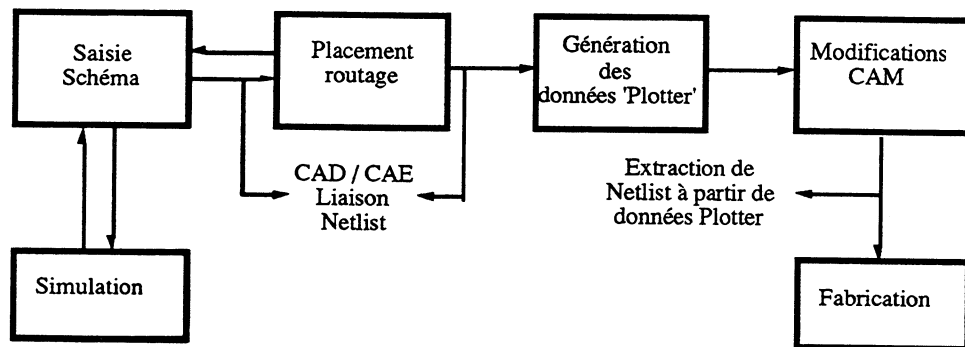 Saisie
Schéma
Placement
routage
Génération
des
données 'Plotter'
Modifications
CAM
CAD / CAE
Liaison
Netlist
Extraction de
Netlist à partir de
données Plotter
Simulation
Fabrication